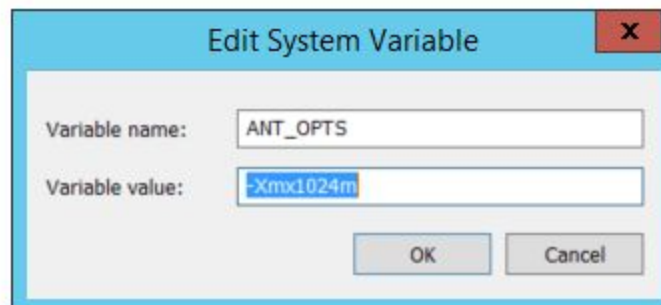 Edit System Variable
x
Variable name: ANT_OPTS
Variable value: -Xmx1024m
OK Cancel